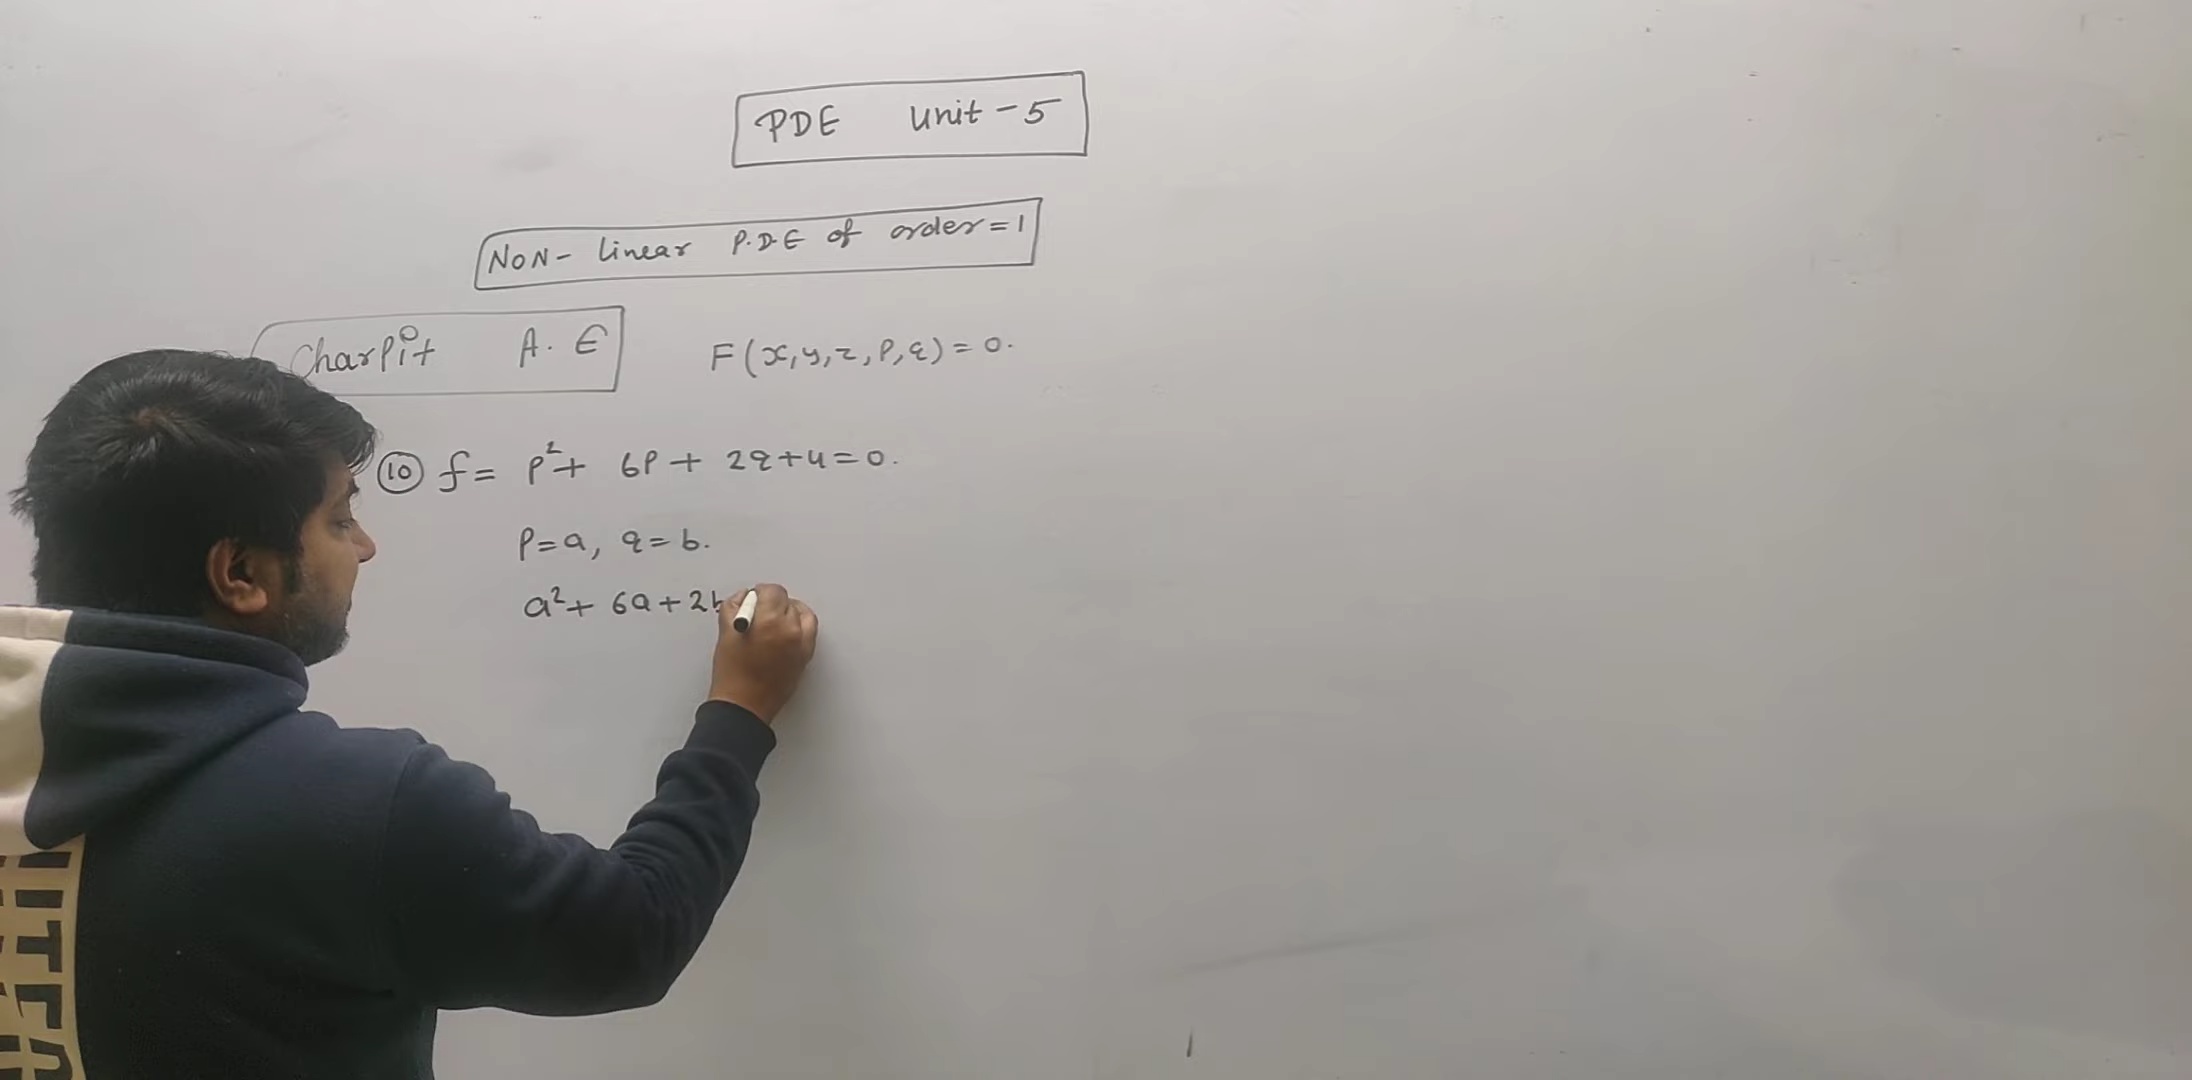 PDE Unit-5
NON-linear P.D.E of order=1
Charpit A.E F(x,y,z,p,q)=0.
⑩ f= p²+ 6p+ 2q+4=0.
p=a, q=b.
a²+ 6a+2b